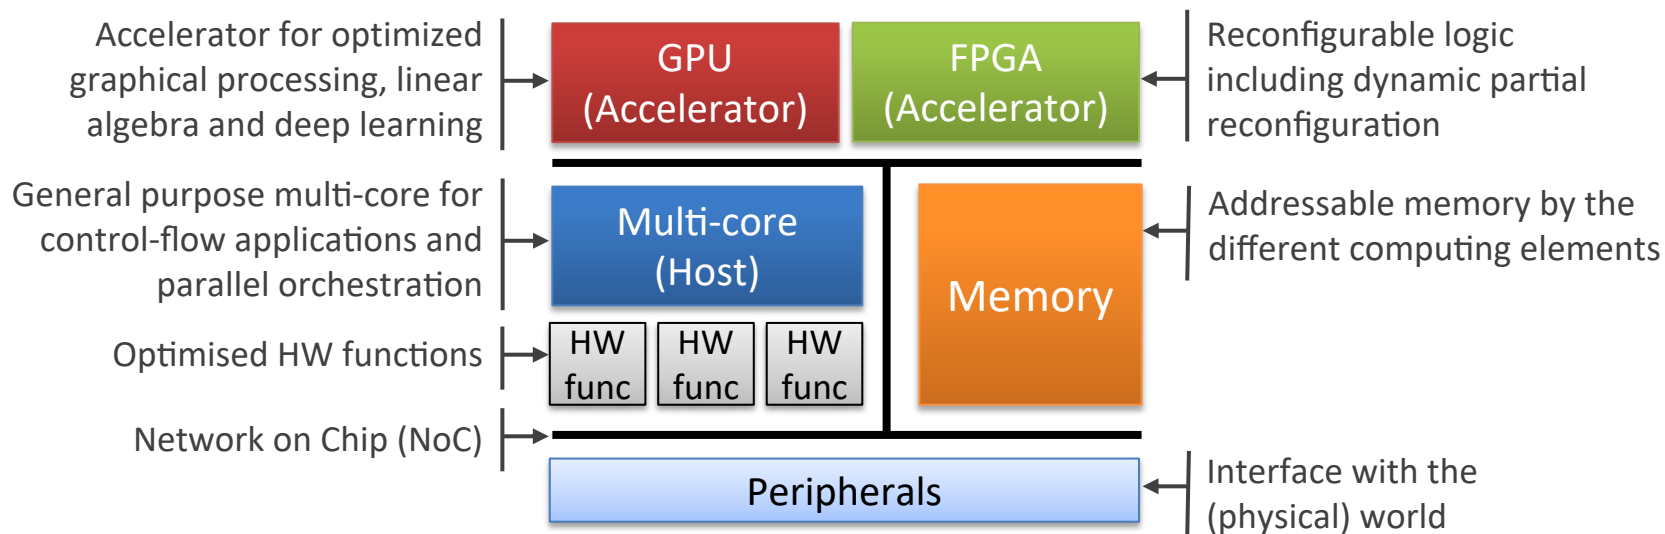 Accelerator for optimized
graphical processing, linear
algebra and deep learning
GPU
(Accelerator)
FPGA
(Accelerator)
Reconfigurable logic
including dynamic partial
reconfiguration
General purpose multi-core for
control-flow applications and
parallel orchestration
Multi-core
(Host)
Memory
Addressable memory by the
different computing elements
Optimised HW functions
HW
func
HW
func
HW
func
Network on Chip (NoC)
Peripherals
Interface with the
(physical) world